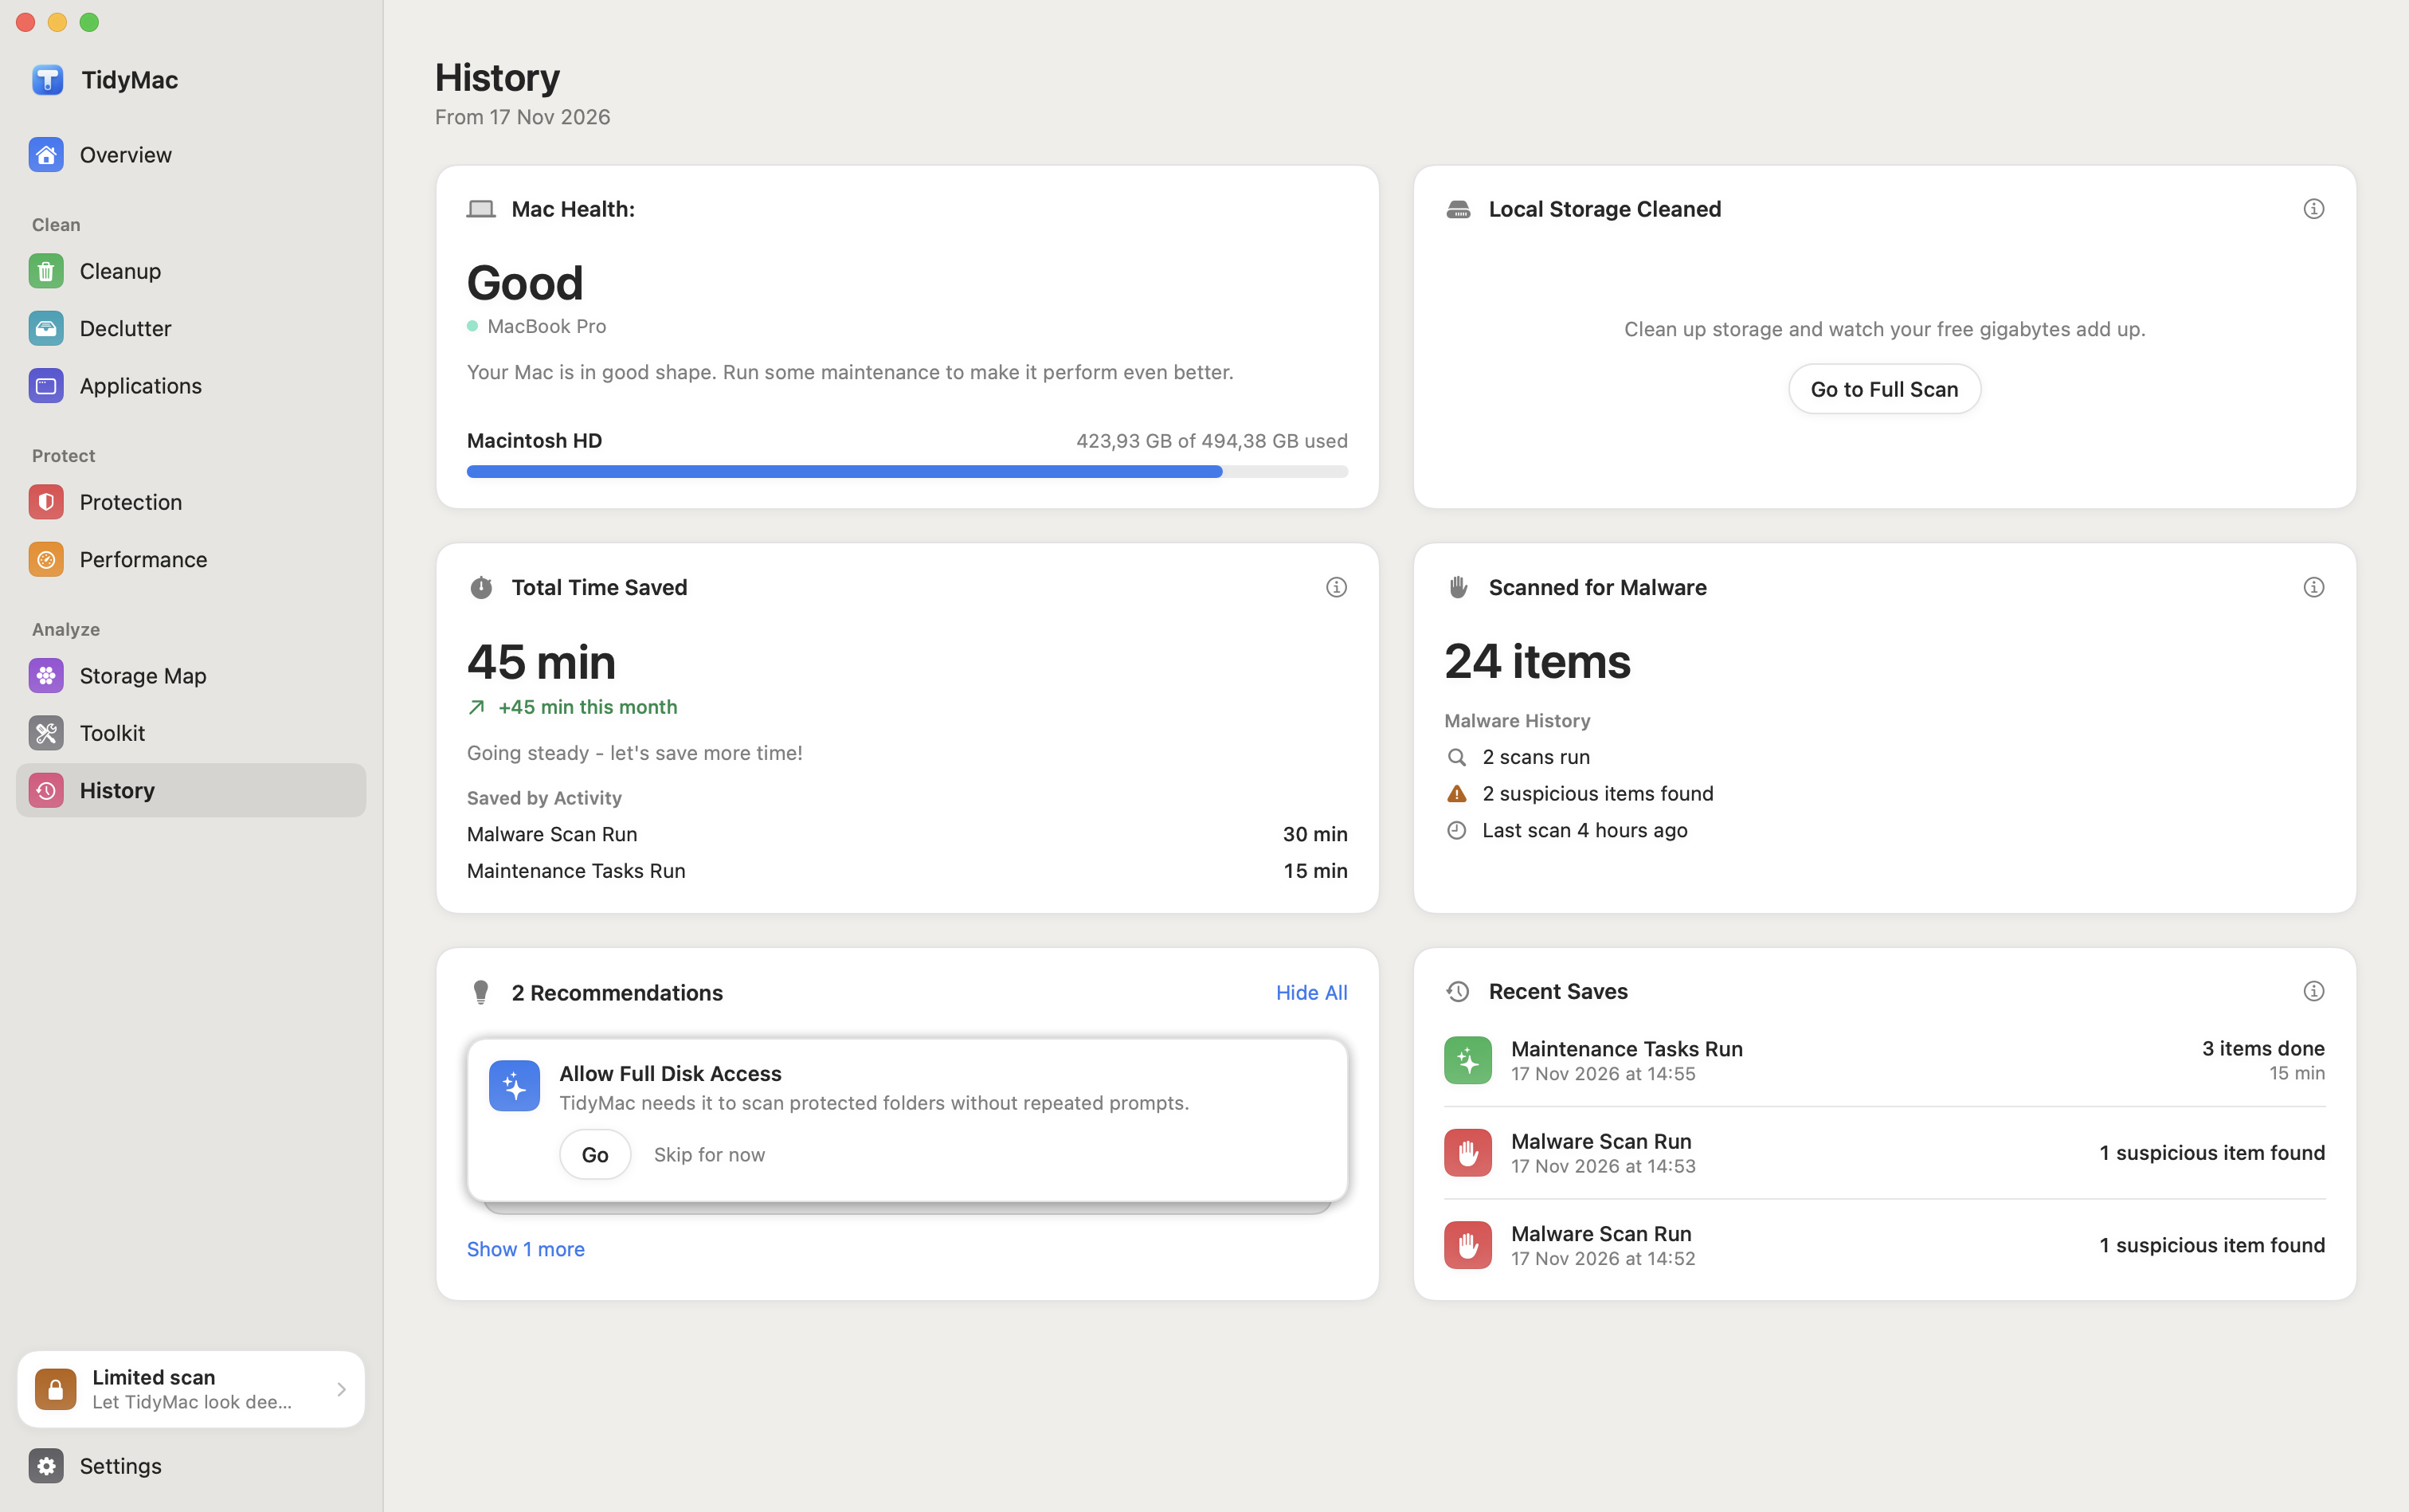 TidyMac
Overview
Clean
Cleanup
Declutter
Applications
Protect
Protection
Performance
Analyze
Storage Map
Toolkit
History
Limited scan
Let TidyMac look dee...
Settings
History
From 17 Nov 2026
Mac Health:
Good
MacBook Pro
Your Mac is in good shape. Run some maintenance to make it perform even better.
Macintosh HD
423,93 GB of 494,38 GB used
Local Storage Cleaned
Clean up storage and watch your free gigabytes add up.
Go to Full Scan
Total Time Saved
45 min
+45 min this month
Going steady - let's save more time!
Saved by Activity
Malware Scan Run
30 min
Maintenance Tasks Run
15 min
Scanned for Malware
24 items
Malware History
2 scans run
2 suspicious items found
Last scan 4 hours ago
2 Recommendations
Hide All
Allow Full Disk Access
TidyMac needs it to scan protected folders without repeated prompts.
Go
Skip for now
Show 1 more
Recent Saves
Maintenance Tasks Run
17 Nov 2026 at 14:55
3 items done
15 min
Malware Scan Run
17 Nov 2026 at 14:53
1 suspicious item found
Malware Scan Run
17 Nov 2026 at 14:52
1 suspicious item found